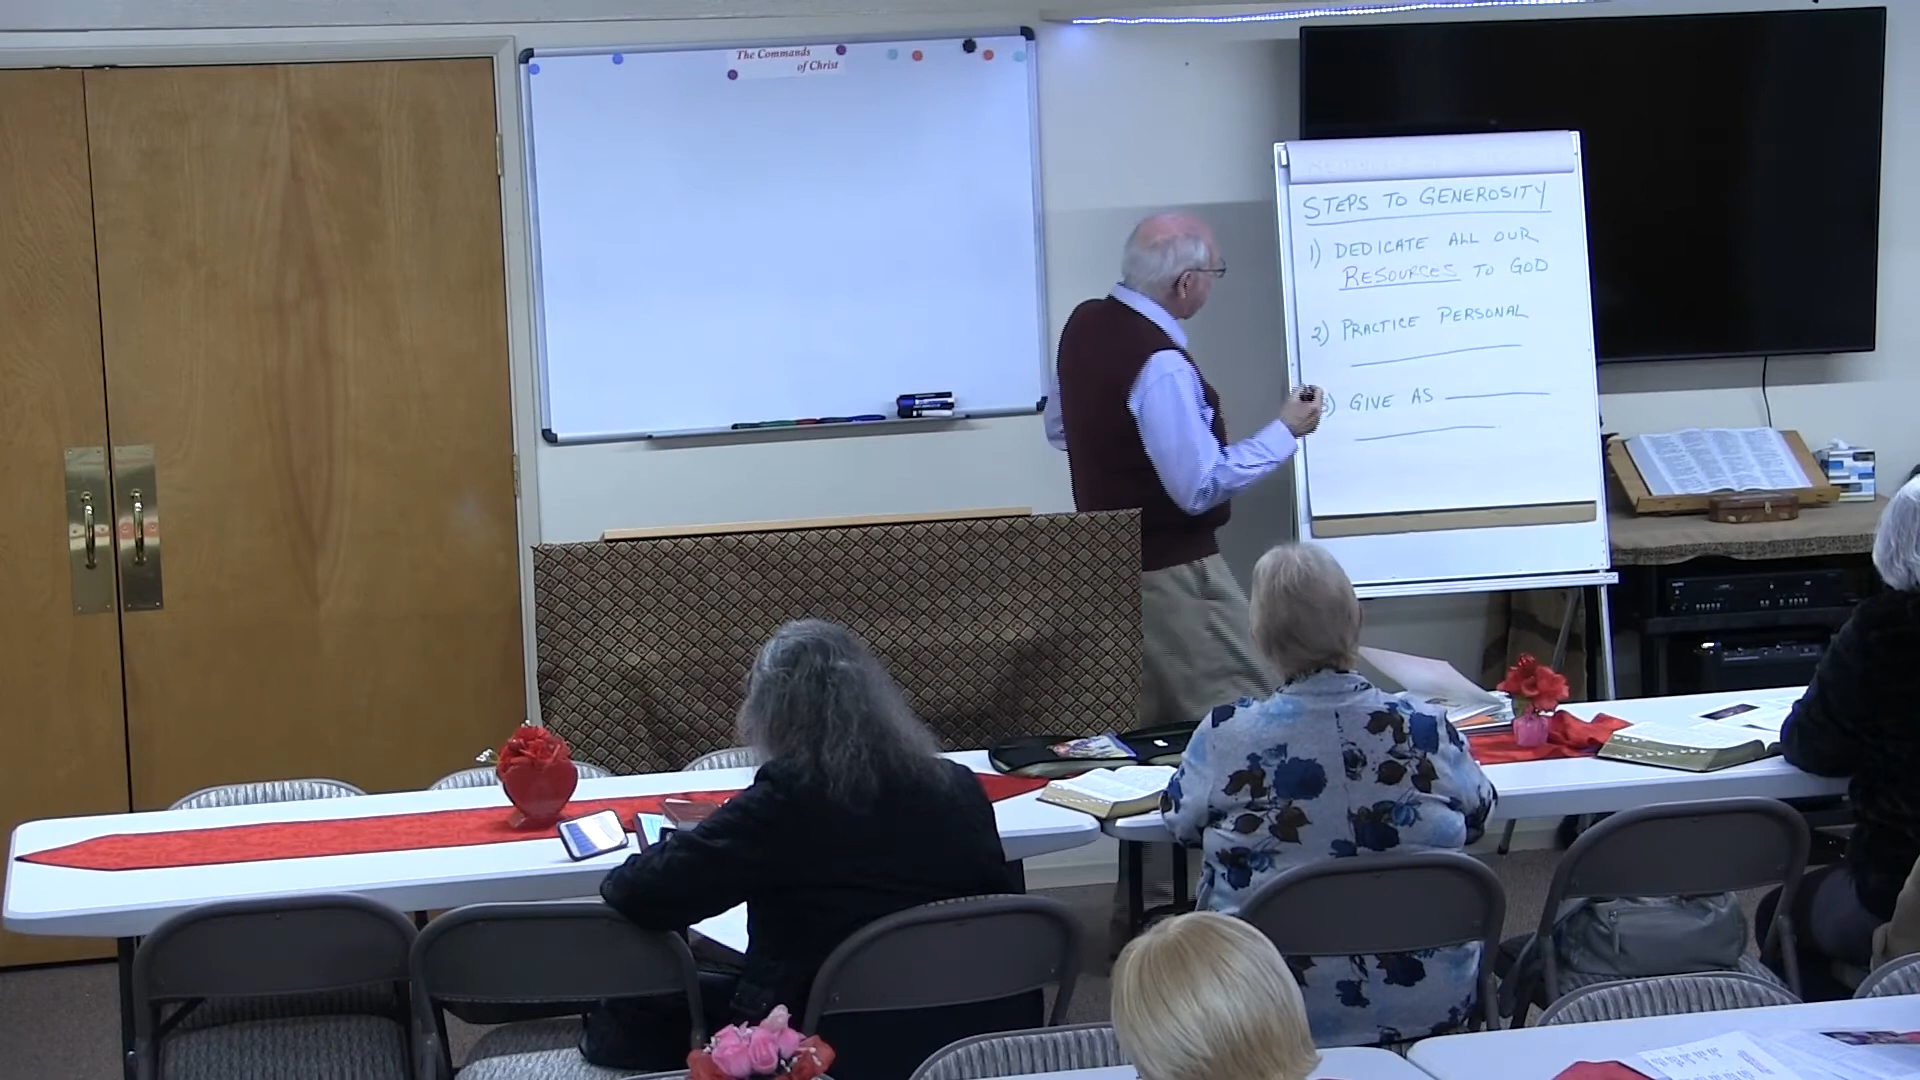 The Commands
of Christ
STEPS TO GENEROSITY
1) DEDICATE ALL OUR
RESOURCES TO GOD
2) PRACTICE PERSONAL
3) GIVE AS